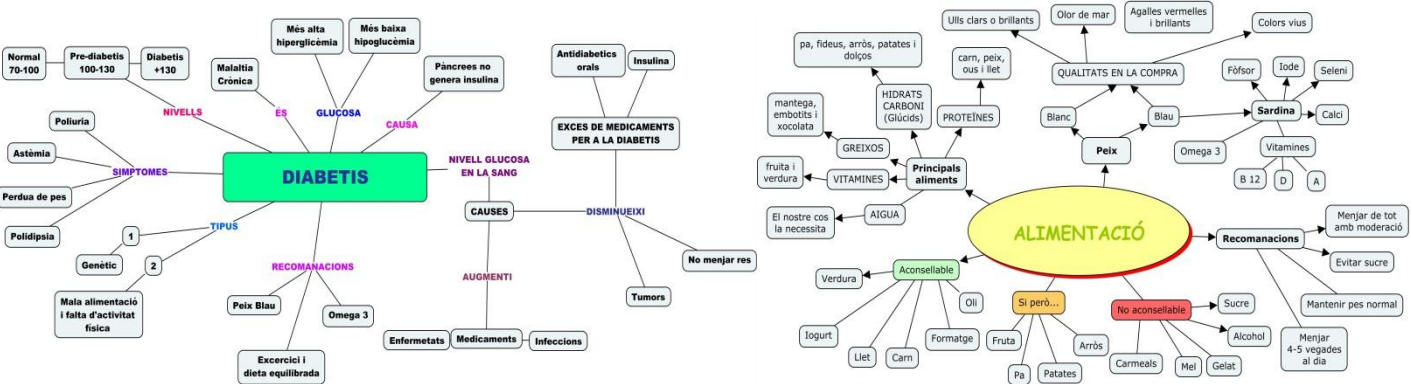 Normal
70-100
Pre-diabetis
100-130
Diabetis
+130
NIVELLS
Malaltia
Crònica
ÉS
Més alta
hiperglicèmia
Més baixa
hipoglucèmia
GLUCOSA
Pàncrees no
genera insulina
CAUSA
Poliuría
Astèmia
Perdua de pes
Polidipsia
SIMPTOMES
DIABETIS
NIVELL GLUCOSA
EN LA SANG
TIPUS
1
Genètic
2
Mala alimentació
i falta d'activitat
física
RECOMANACIONS
Peix Blau
Omega 3
Excercici i
dieta equilibrada
CAUSES
AUGMENTI
Enfermetats
Medicaments
Infeccions
DISMINUEIXI
Antidiabetics
orals
Insulina
EXCES DE MEDICAMENTS
PER A LA DIABETIS
No menjar res
Tumors
ALIMENTACIÓ
Principals
aliments
pa, fideus, arròs, patates i
dolços
HIDRATS
CARBONI
(Glúcids)
carn, peix,
ous i llet
PROTEÏNES
mantega,
embotits i
xocolata
GREIXOS
fruita i
verdura
VITAMINES
El nostre cos
la necessita
AIGUA
Peix
Blanc
Blau
QUALITATS EN LA COMPRA
Ulls clars o brillants
Olor de mar
Agalles vermelles
i brillants
Colors vius
Sardina
Fòfsor
Iode
Seleni
Calci
Omega 3
Vitamines
B 12
D
A
Recomanacions
Menjar de tot
amb moderació
Evitar sucre
Mantenir pes normal
Menjar
4-5 vegades
al dia
Aconsellable
Verdura
Iogurt
Llet
Carn
Formatge
Oli
Si però...
Fruta
Pa
Patates
Arròs
No aconsellable
Sucre
Alcohol
Gelat
Mel
Carmeals